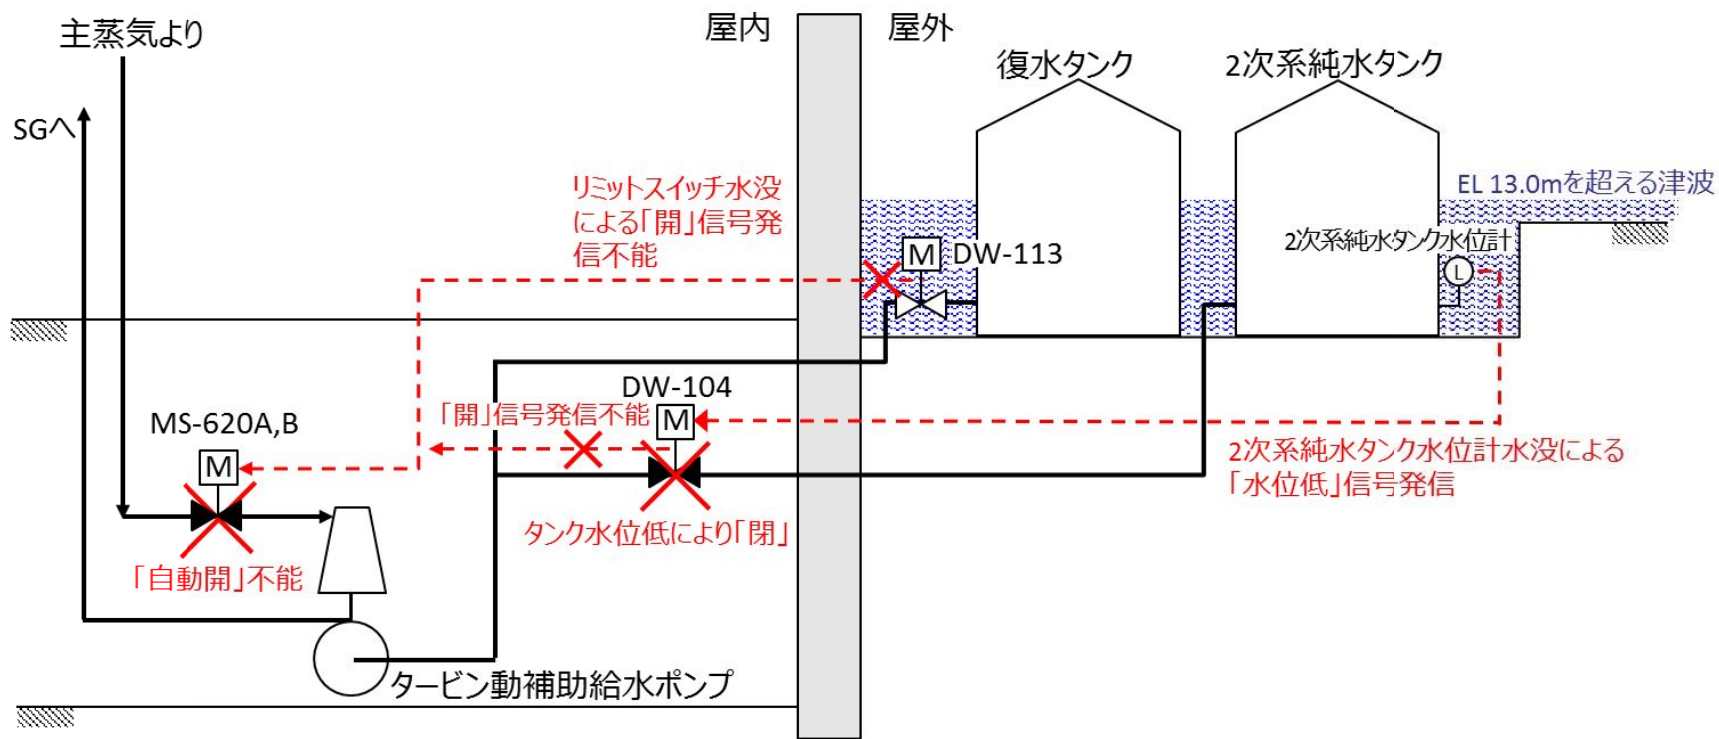 主蒸気より
屋内
屋外
復水タンク
2次系純水タンク
SGへ
リミットスイッチ水没
による「開」信号発
信不能
EL 13.0mを超える津波
2次系純水タンク水位計
M
DW-113
L
DW-104
「開」信号発信不能
M
MS-620A,B
M
2次系純水タンク水位計水没による
「水位低」信号発信
タンク水位低により「閉」
「自動開」不能
タービン動補助給水ポンプ